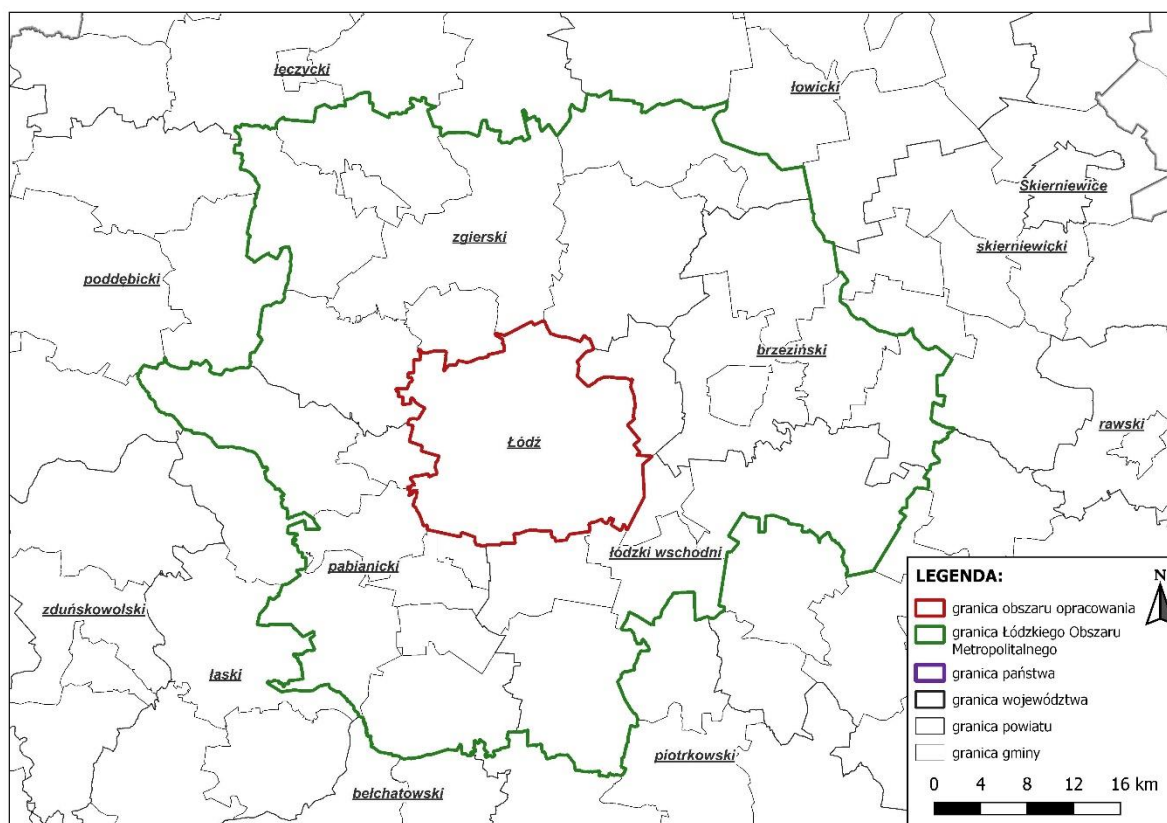 łęczycki
łowicki
Skierniewice
zgierski
skierniewicki
poddębicki
brzeziński
rawski
Łódź
łódzki wschodni
pabianicki
zduńskowolski
łaski
piotrkowski
bełchatowski
LEGENDA:
N
granica obszaru opracowania
granica Łódzkiego Obszaru
Metropolitalnego
granica państwa
granica województwa
granica powiatu
granica gminy
0 4 8 12 16 km